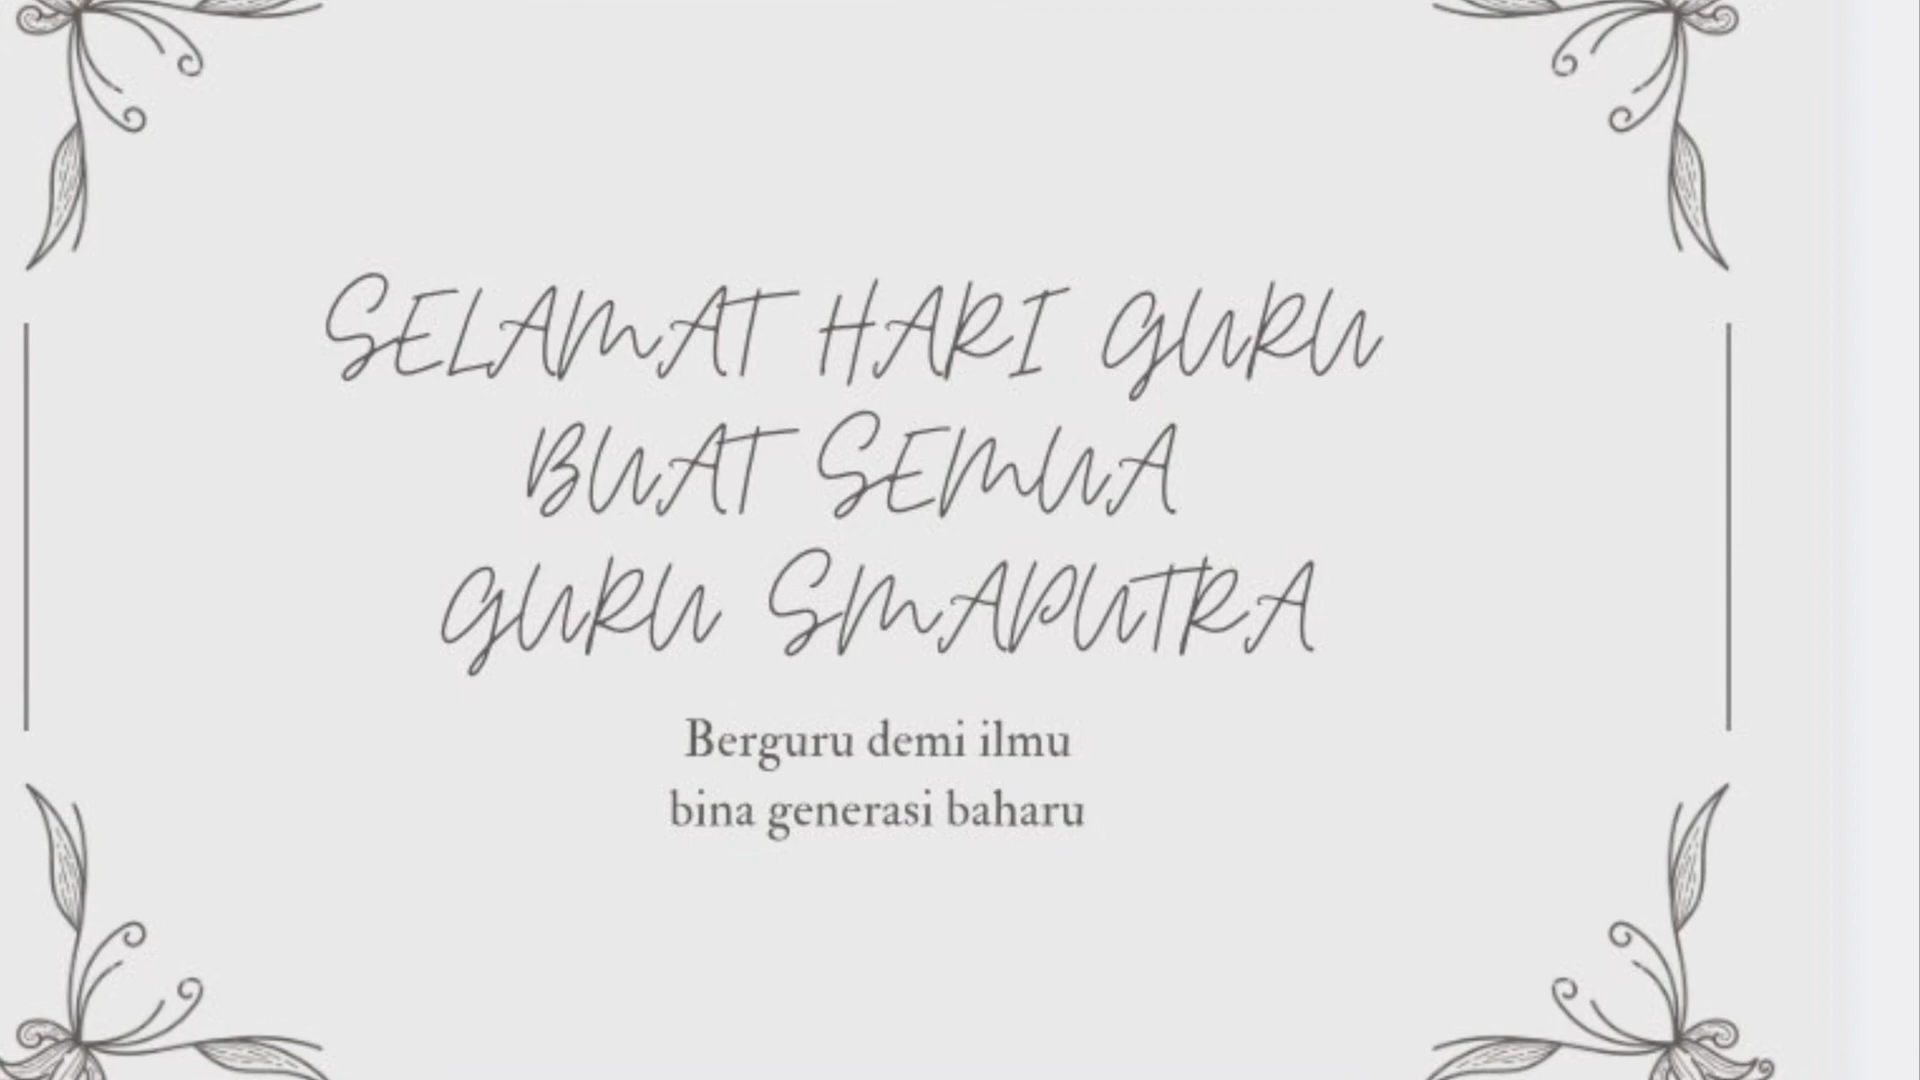 SELAMAT HARI GURU
BUAT SEMUA
GURU SMAPUTRA
Berguru demi ilmu
bina generasi baharu